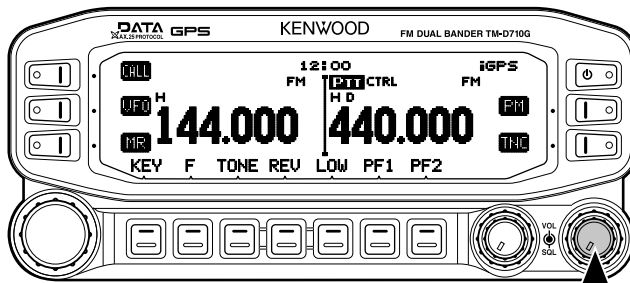 DATA
AX.25 PROTOCOL
GPS
KENWOOD
FM DUAL BANDER TM-D710G
CALL
12:00
iGPS
FM
PTT CTRL
FM
VFO
H
H D
PM
144.000
440.000
MR
TNC
KEY F TONE REV LOW PF1 PF2
VOL
SQL